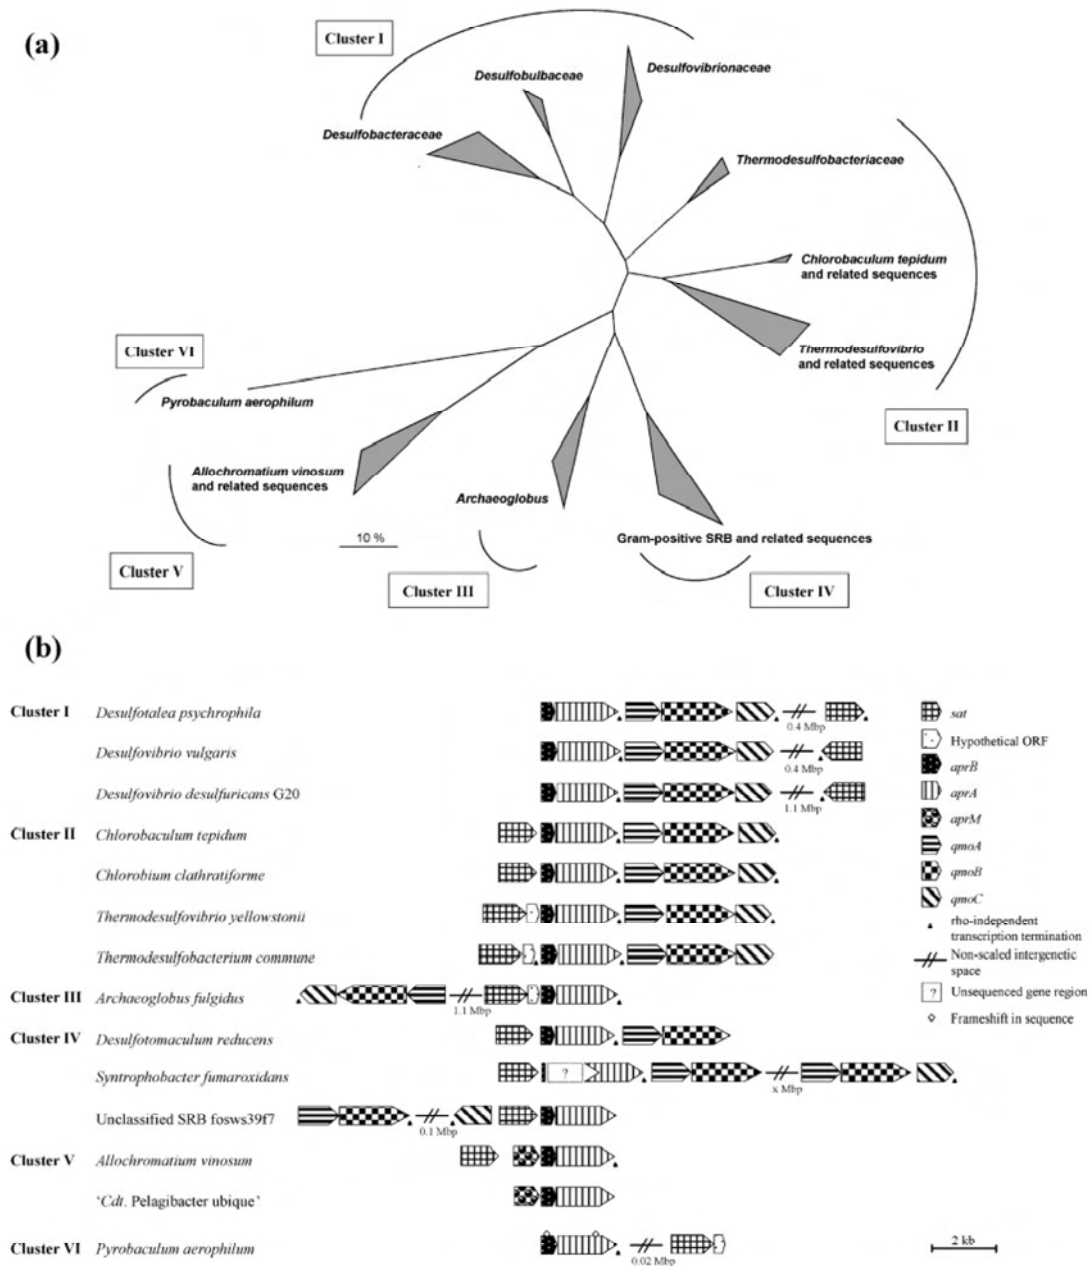 (a)
Cluster I
Desulfovibrionaceae
Desulfobulbaceae
Desulfobacteraceae
Thermodesulfobacteriaceae
Chlorobaculum tepidum
and related sequences
Thermodesulfovibrio
and related sequences
Cluster II
Cluster VI
Pyrobaculum aerophilum
Allochromatium vinosum
and related sequences
Archaeoglobus
Gram-positive SRB and related sequences
10 %
Cluster V
Cluster III
Cluster IV
(b)
Cluster I
Desulfotalea psychrophila
0.4 Mbp
Desulfovibrio vulgaris
0.4 Mbp
Desulfovibrio desulfuricans G20
1.1 Mbp
Cluster II
Chlorobaculum tepidum
Chlorobium clathratiforme
Thermodesulfovibrio yellowstonii
Thermodesulfobacterium commune
Cluster III
Archaeoglobus fulgidus
1.1 Mbp
Cluster IV
Desulfotomaculum reducens
Syntrophobacter fumaroxidans
?
x Mbp
Unclassified SRB fosws39f7
0.1 Mbp
Cluster V
Allochromatium vinosum
'Cdt. Pelagibacter ubique'
Cluster VI
Pyrobaculum aerophilum
0.02 Mbp
sat
Hypothetical ORF
aprB
aprA
aprM
qmoA
qmoB
qmoC
rho-independent
transcription termination
Non-scaled intergenetic
space
?
Unsequenced gene region
Frameshift in sequence
2 kb